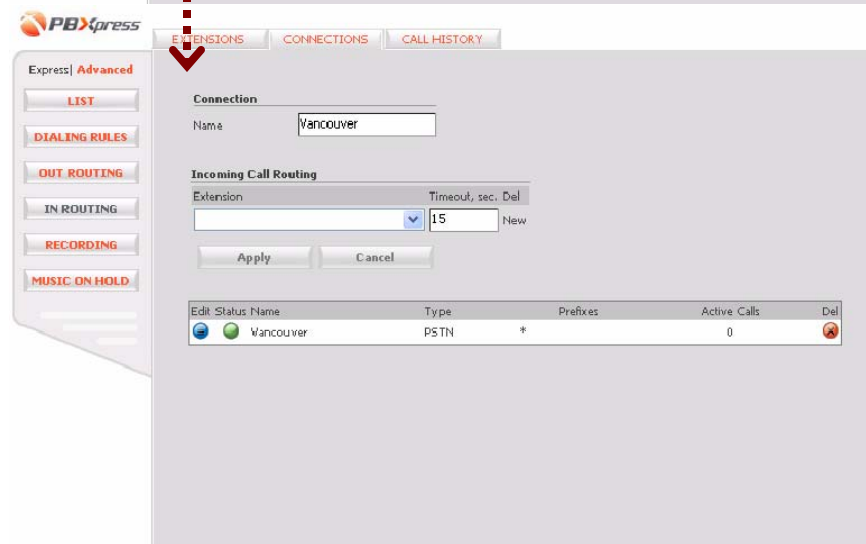 PBXpress
EXTENSIONS CONNECTIONS CALL HISTORY
Express| Advanced
LIST
DIALING RULES
OUT ROUTING
IN ROUTING
RECORDING
MUSIC ON HOLD
Connection
Name Vancouver
Incoming Call Routing
Extension Timeout, sec. Del
15 New
Apply Cancel
Edit Status Name Type Prefixes Active Calls Del
Vancouver PSTN * 0